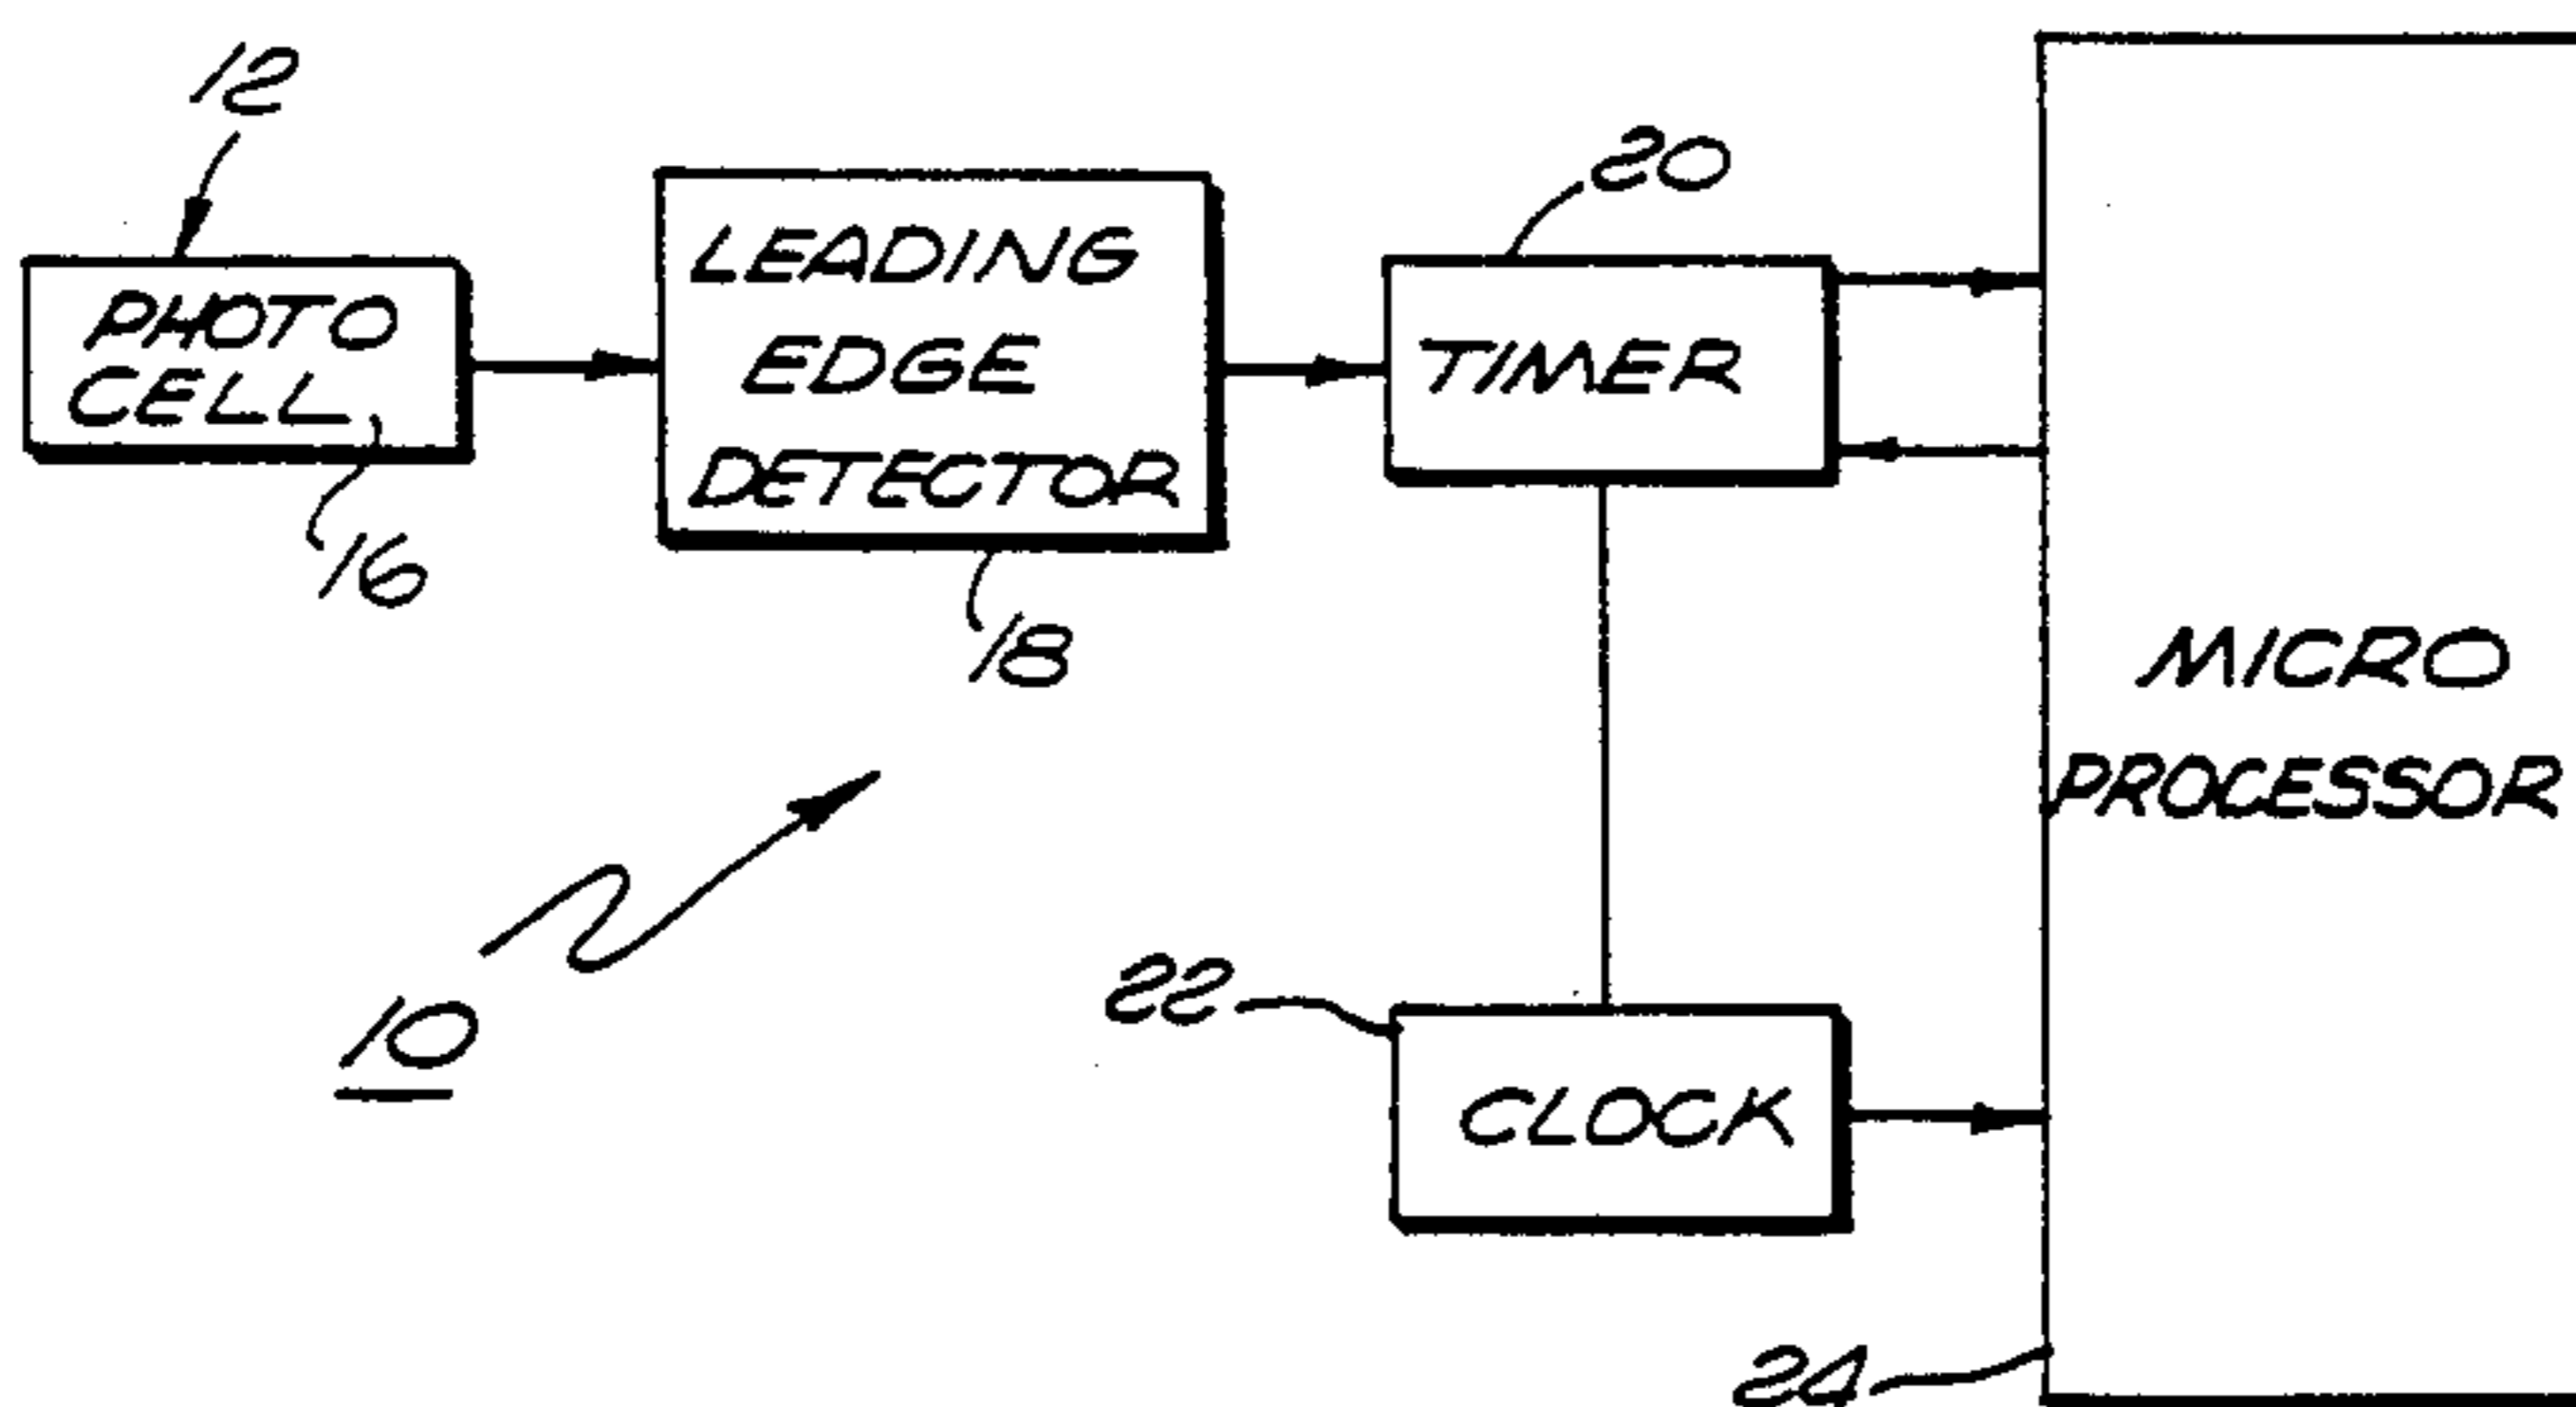 12
PHOTO
CELL
16
LEADING
EDGE
DETECTOR
18
20
TIMER
MICRO
PROCESSOR
10
22
CLOCK
24